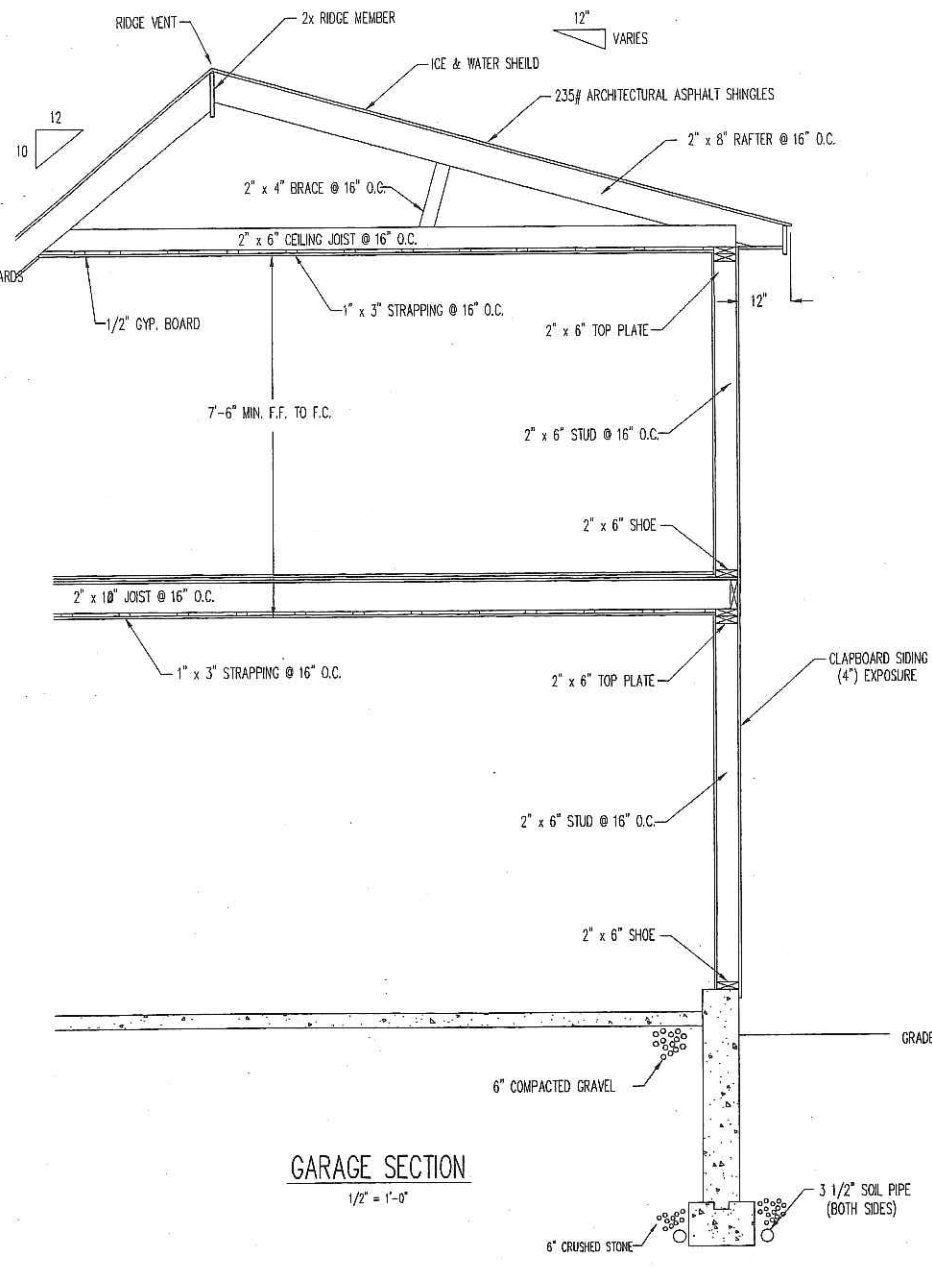 RIDGE VENT
2x RIDGE MEMBER
12"
VARIES
ICE & WATER SHEILD
235# ARCHITECTURAL ASPHALT SHINGLES
12
10
2" x 8" RAFTER @ 16" O.C.
2" x 4" BRACE @ 16" O.C.
2" x 6" CEILING JOIST @ 16" O.C.
ARDS
1" x 3" STRAPPING @ 16" O.C.
12"
1/2" GYP. BOARD
2" x 6" TOP PLATE
7'-6" MIN. F.F. TO F.C.
2" x 6" STUD @ 16" O.C.
2" x 6" SHOE
2" x 10" JOIST @ 16" O.C.
1" x 3" STRAPPING @ 16" O.C.
2" x 6" TOP PLATE
CLAPBOARD SIDING
(4") EXPOSURE
2" x 6" STUD @ 16" O.C.
2" x 6" SHOE
GRADE
6" COMPACTED GRAVEL
GARAGE SECTION
1/2" = 1'-0"
3 1/2" SOIL PIPE
(BOTH SIDES)
6" CRUSHED STONE